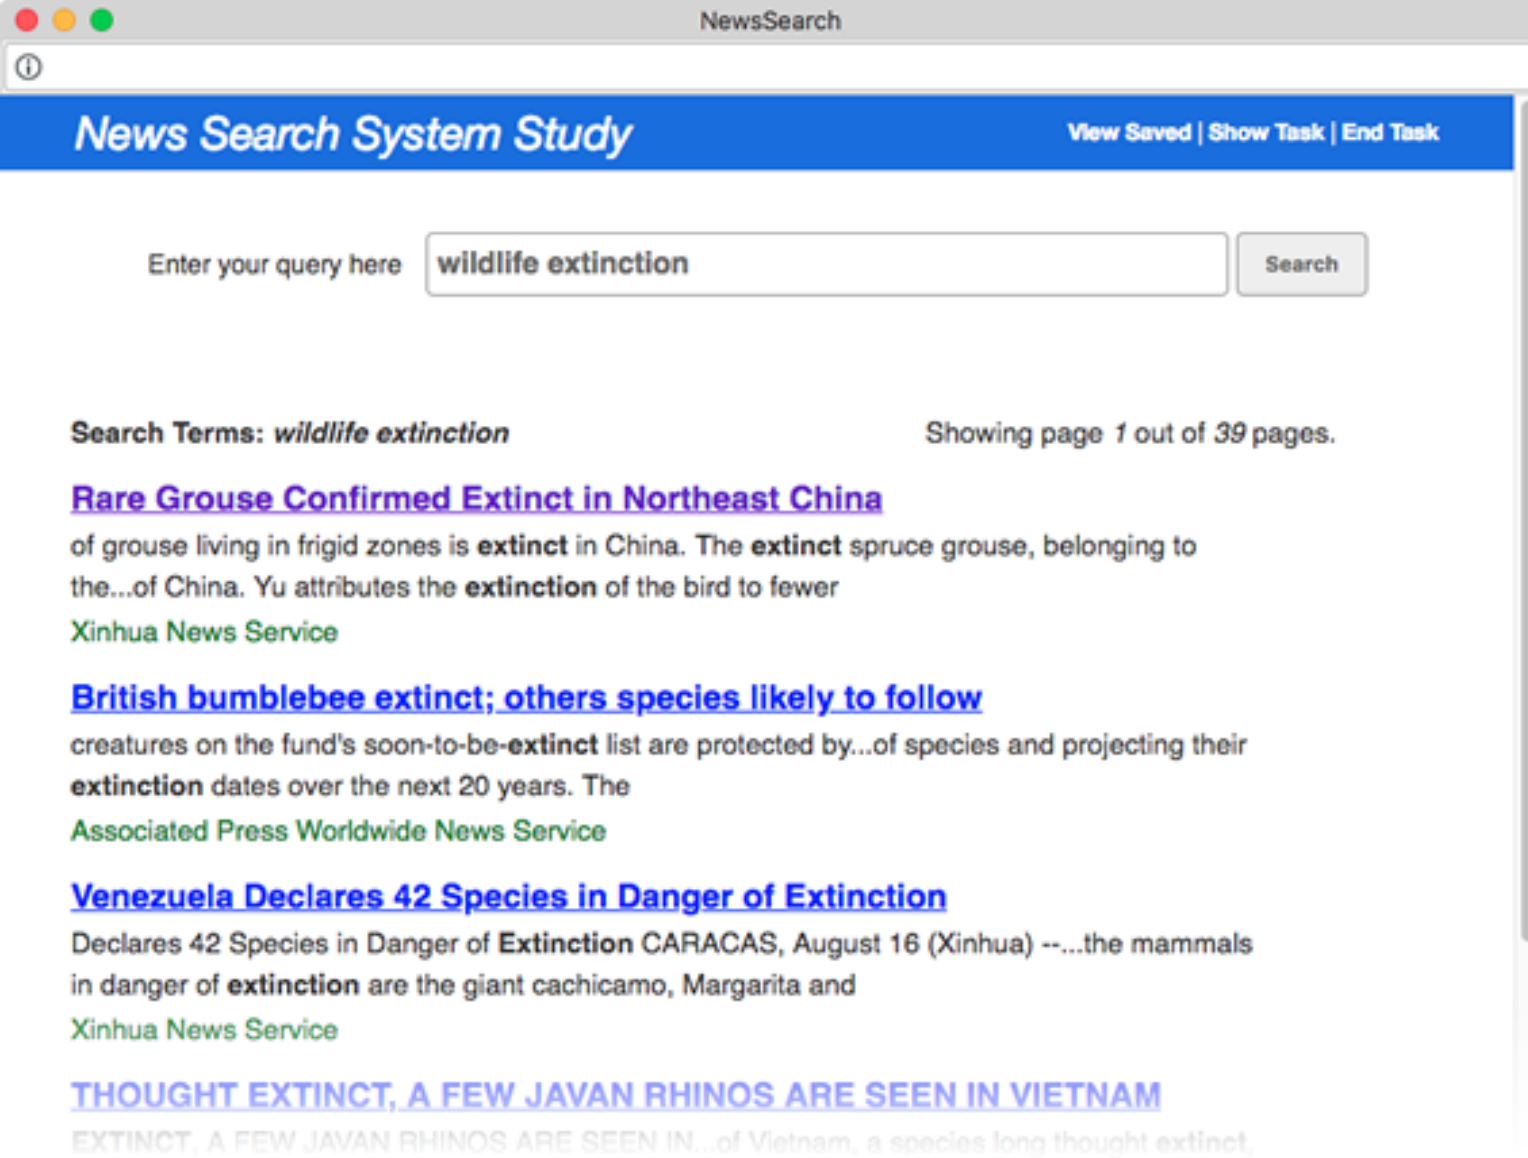 NewsSearch
News Search System Study
View Saved | Show Task | End Task
Enter your query here
wildlife extinction
Search
Search Terms: wildlife extinction
Showing page 1 out of 39 pages.
Rare Grouse Confirmed Extinct in Northeast China
of grouse living in frigid zones is extinct in China. The extinct spruce grouse, belonging to
the...of China. Yu attributes the extinction of the bird to fewer
Xinhua News Service
British bumblebee extinct; others species likely to follow
creatures on the fund's soon-to-be-extinct list are protected by...of species and projecting their
extinction dates over the next 20 years. The
Associated Press Worldwide News Service
Venezuela Declares 42 Species in Danger of Extinction
Declares 42 Species in Danger of Extinction CARACAS, August 16 (Xinhua) --...the mammals
in danger of extinction are the giant cachicamo, Margarita and
Xinhua News Service
THOUGHT EXTINCT, A FEW JAVAN RHINOS ARE SEEN IN VIETNAM
EXTINCT, A FEW JAVAN RHINOS ARE SEEN IN...of Vietnam, a species long thought extinct,